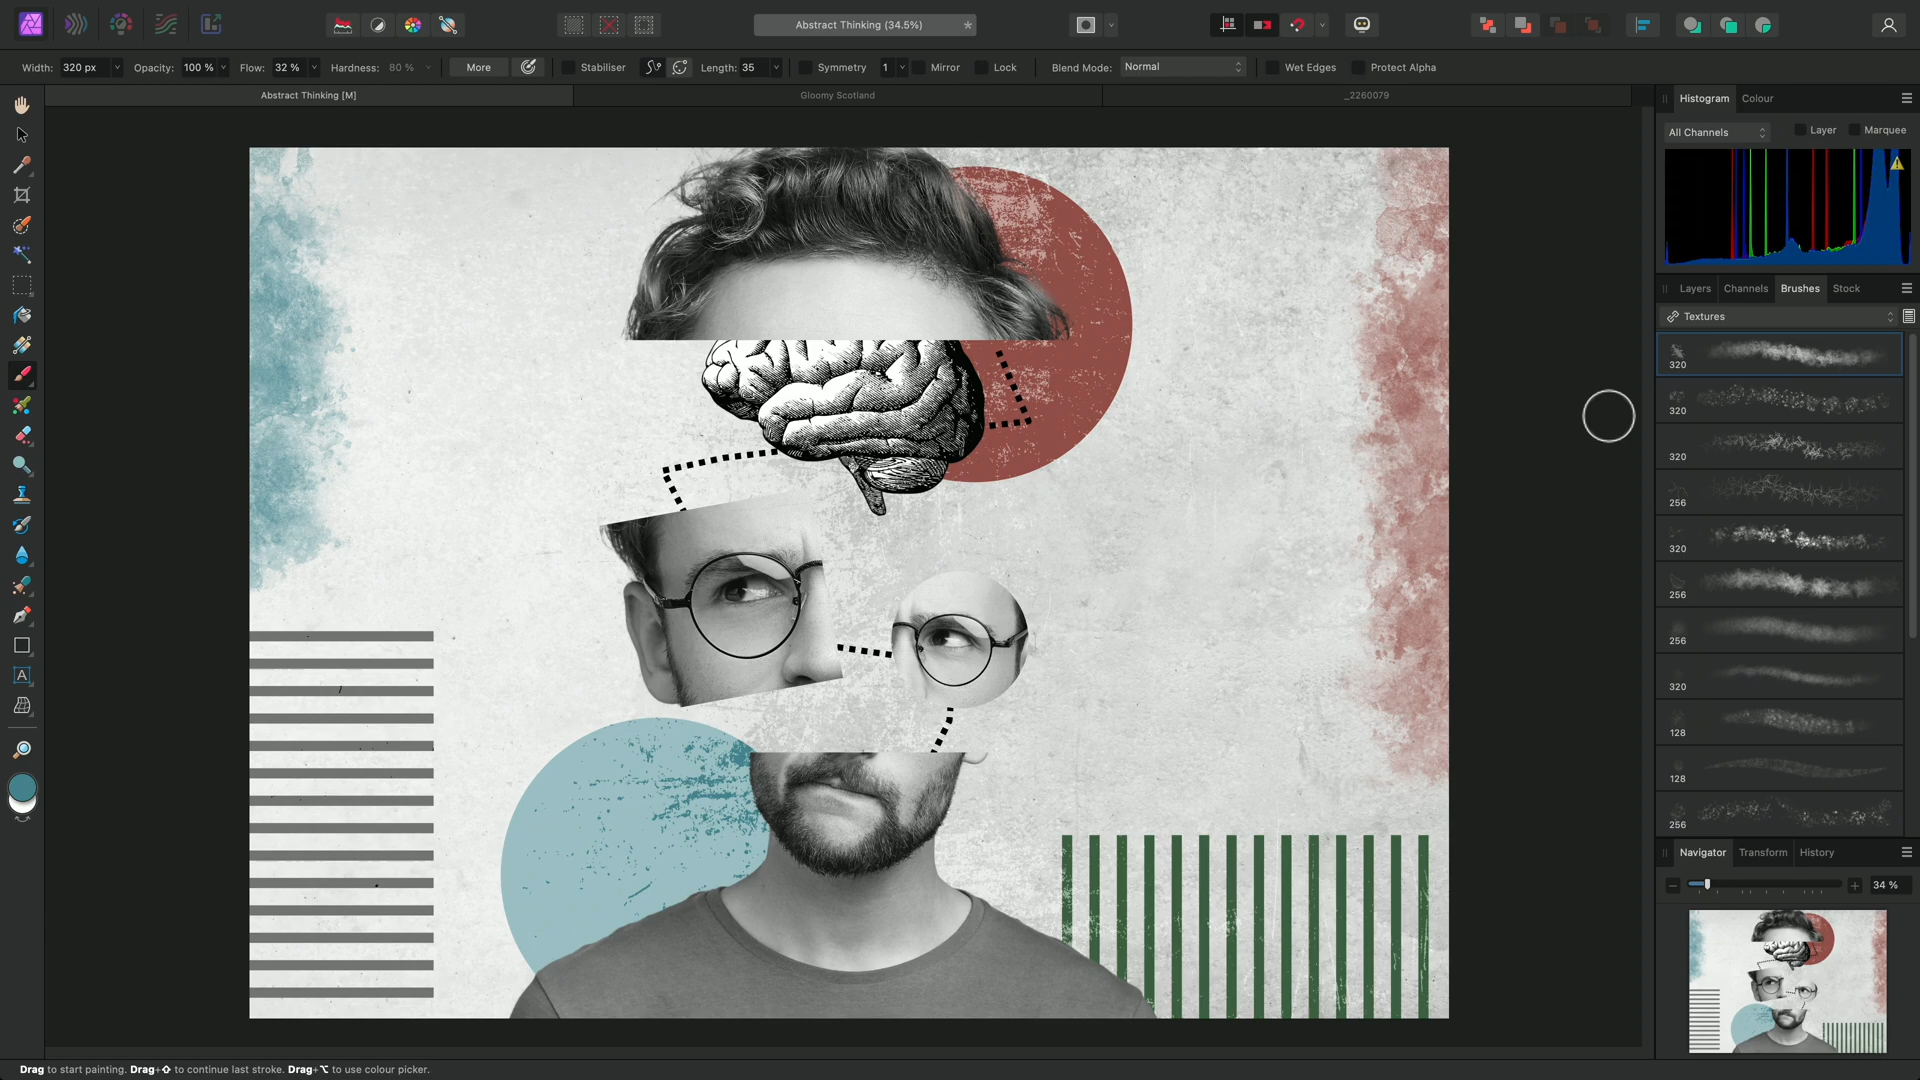 Abstract Thinking (34.5%)
*
Width: 320 px Opacity: 100 % Flow: 32 % Hardness: 80 % More Stabiliser Length: 35 Symmetry 1 Mirror Lock Blend Mode: Normal Wet Edges Protect Alpha
Abstract Thinking [M] Gloomy Scotland _2260079
Histogram Colour
All Channels Layer Marquee
Layers Channels Brushes Stock
Textures
320
320
320
256
320
256
256
320
128
128
256
Navigator Transform History
34 %
A
Drag to start painting. Drag+⇧ to continue last stroke. Drag+⌥ to use colour picker.